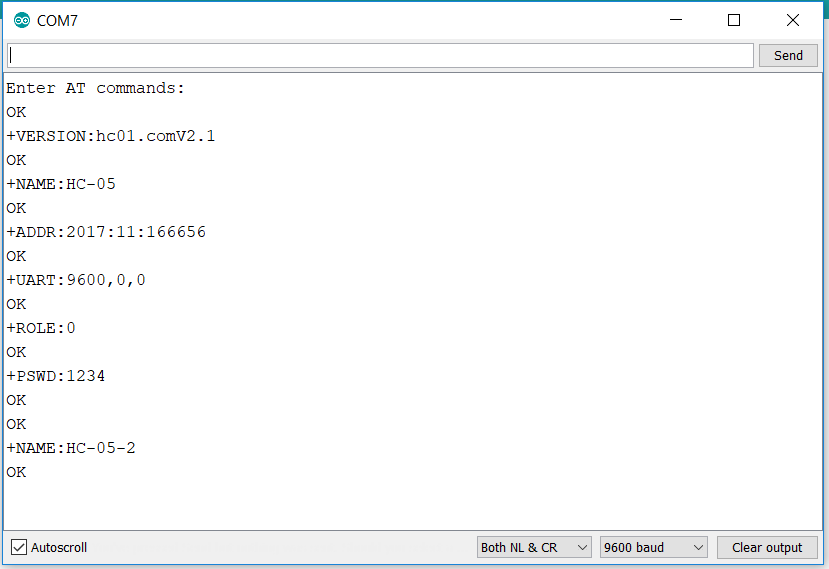 COM7
Send
Enter AT commands:
OK
+VERSION:hc01.comV2.1
OK
+NAME:HC-05
OK
+ADDR:2017:11:166656
OK
+UART:9600,0,0
OK
+ROLE:0
OK
+PSWD:1234
OK
OK
+NAME:HC-05-2
OK
Autoscroll Both NL & CR 9600 baud Clear output